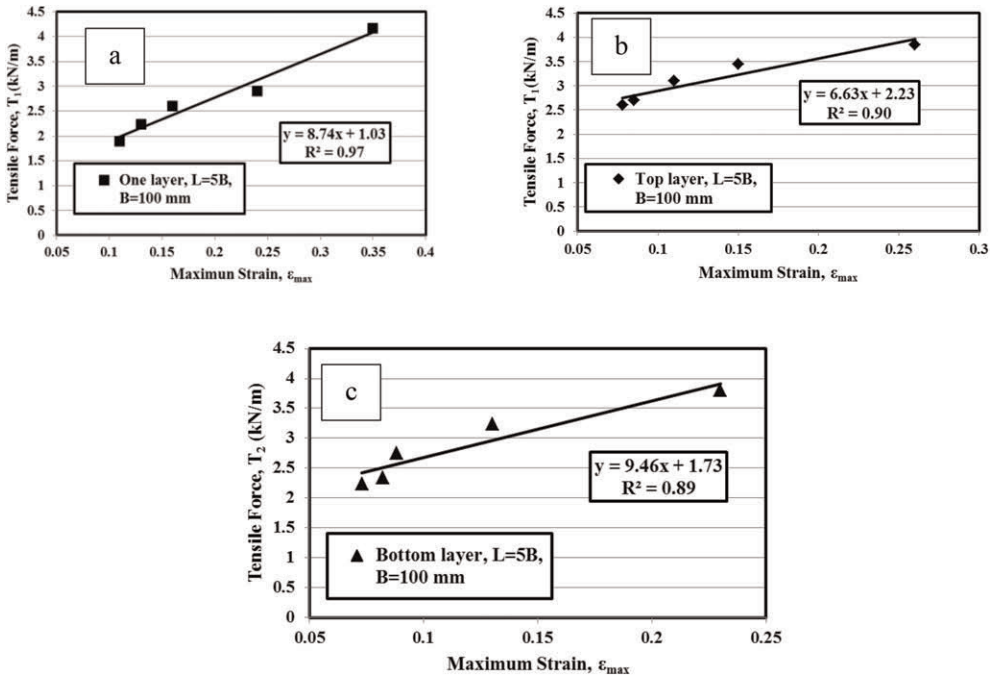 a
Tensile Force, T₁(kN/m)
4.5
4
3.5
3
2.5
2
1.5
1
0.5
0
y = 8.74x + 1.03
R² = 0.97
One layer, L=5B,
B=100 mm
0.05 0.1 0.15 0.2 0.25 0.3 0.35 0.4
Maximun Strain, εmax
b
Tensile Force, T₁ (kN/m)
4.5
4
3.5
3
2.5
2
1.5
1
0.5
0
y = 6.63x + 2.23
R² = 0.90
Top layer, L=5B,
B=100 mm
0.05 0.1 0.15 0.2 0.25 0.3
Maximum Strain, εmax
c
Tensile Force, T₂ (kN/m)
4.5
4
3.5
3
2.5
2
1.5
1
0.5
0
y = 9.46x + 1.73
R² = 0.89
Bottom layer, L=5B,
B=100 mm
0.05 0.1 0.15 0.2 0.25
Maximum Strain, εmax